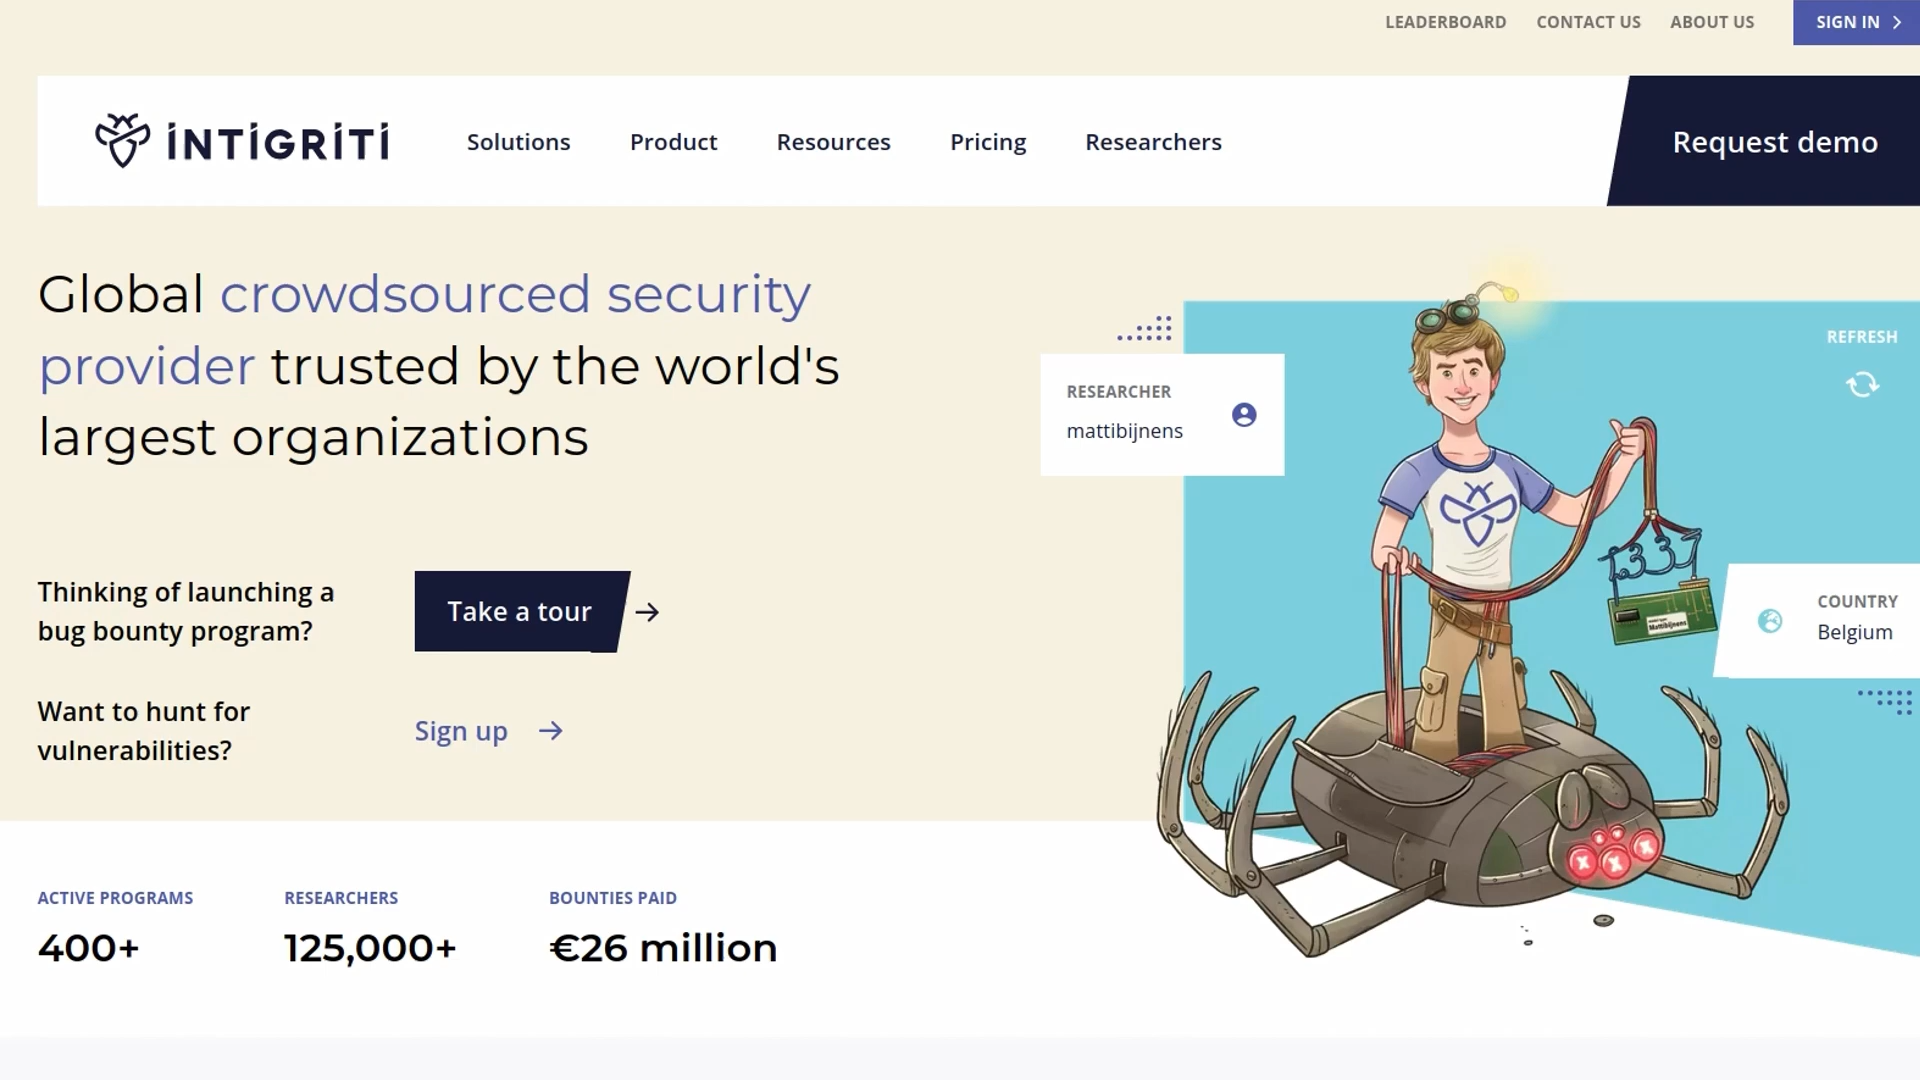 LEADERBOARD CONTACT US ABOUT US SIGN IN
INTIGRITI Solutions Product Resources Pricing Researchers Request demo
Global crowdsourced security
provider trusted by the world's
largest organizations
Thinking of launching a
bug bounty program?
Take a tour
Want to hunt for
vulnerabilities?
Sign up
REFRESH
RESEARCHER
mattibijnens
1337
Mattibijnens
COUNTRY
Belgium
ACTIVE PROGRAMS RESEARCHERS BOUNTIES PAID
400+ 125,000+ €26 million